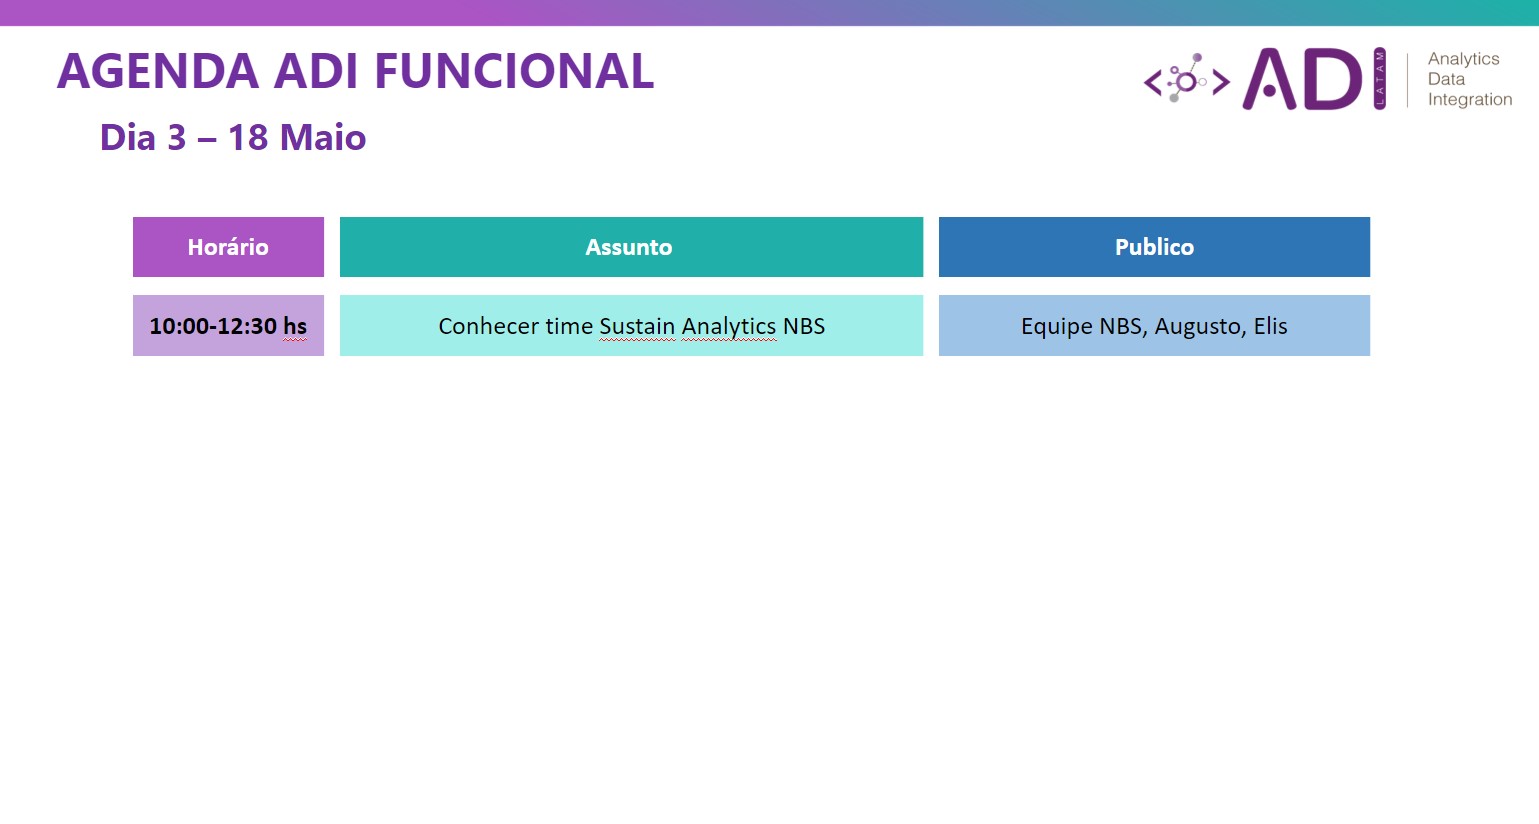 AGENDA ADI FUNCIONAL
Dia 3 – 18 Maio
ADI
LATAM
Analytics
Data
Integration
Horário
Assunto
Publico
10:00-12:30 hs
Conhecer time Sustain Analytics NBS
Equipe NBS, Augusto, Elis